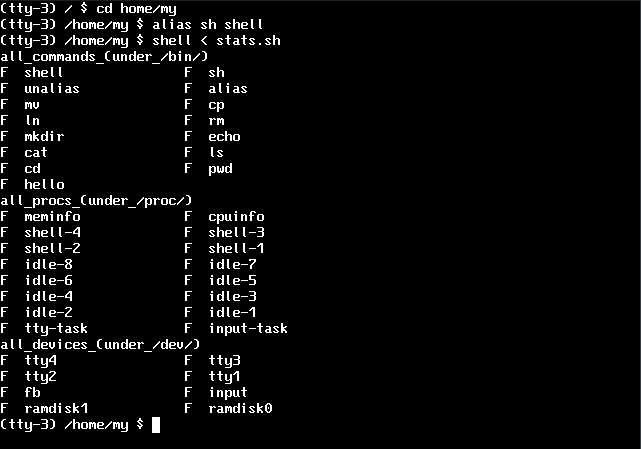 (tty-3) / $ cd home/my
(tty-3) /home/my $ alias sh shell
(tty-3) /home/my $ shell < stats.sh
all_commands_(under_/bin/)
F  shell               F  sh
F  unalias             F  alias
F  mv                  F  cp
F  ln                  F  rm
F  mkdir               F  echo
F  cat                 F  ls
F  cd                  F  pwd
F  hello
all_procs_(under_/proc/)
F  meminfo             F  cpuinfo
F  shell-4             F  shell-3
F  shell-2             F  shell-1
F  idle-8              F  idle-7
F  idle-6              F  idle-5
F  idle-4              F  idle-3
F  idle-2              F  idle-1
F  tty-task            F  input-task
all_devices_(under_/dev/)
F  tty4                F  tty3
F  tty2                F  tty1
F  fb                  F  input
F  ramdisk1            F  ramdisk0
(tty-3) /home/my $